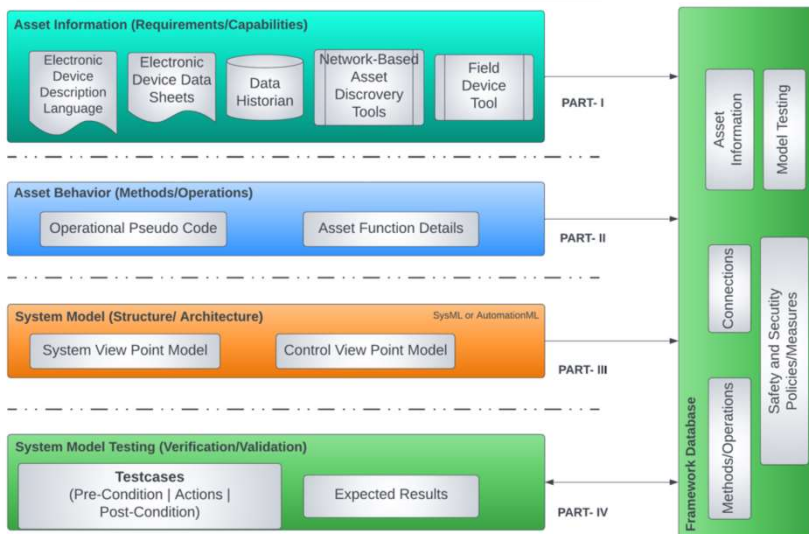 Asset Information (Requirements/Capabilities)
Electronic
Device
Description
Language
Electronic
Device Data
Sheets
Data
Historian
Network-Based
Asset
Discrovery
Tools
Field
Device
Tool
PART- I
Asset Behavior (Methods/Operations)
Operational Pseudo Code
Asset Function Details
PART- II
System Model (Structure/ Architecture)
SysML or AutomationML
System View Point Model
Control View Point Model
PART- III
System Model Testing (Verification/Validation)
Testcases
(Pre-Condition | Actions |
Post-Condition)
Expected Results
PART- IV
Framework Database
Asset
Information
Model Testing
Connections
Safety and Secutity
Policies/Measures
Methods/Operations